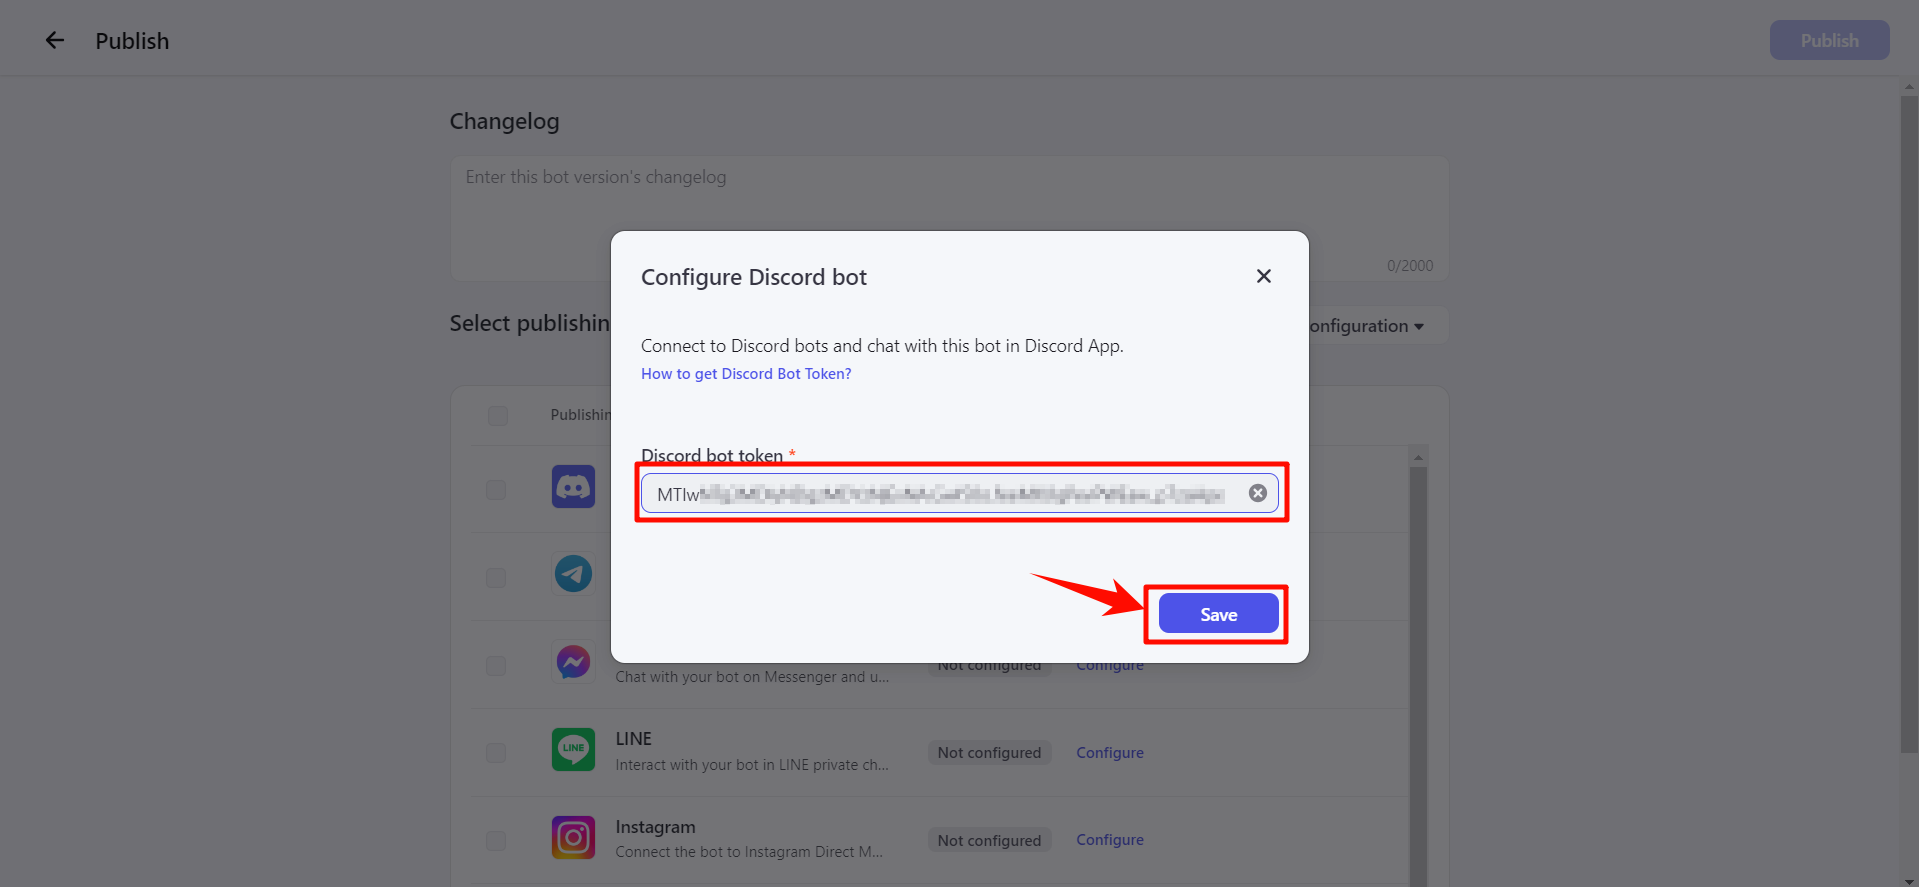 Publish
Publish
Changelog
Enter this bot version's changelog
0/2000
Select publishin
onfiguration
Publishin
Configure Discord bot
Connect to Discord bots and chat with this bot in Discord App.
How to get Discord Bot Token?
Discord bot token *
Save
Not configured
Configure
Chat with your bot on Messenger and u...
LINE
LINE
Interact with your bot in LINE private ch...
Not configured
Configure
Instagram
Connect the bot to Instagram Direct M...
Not configured
Configure